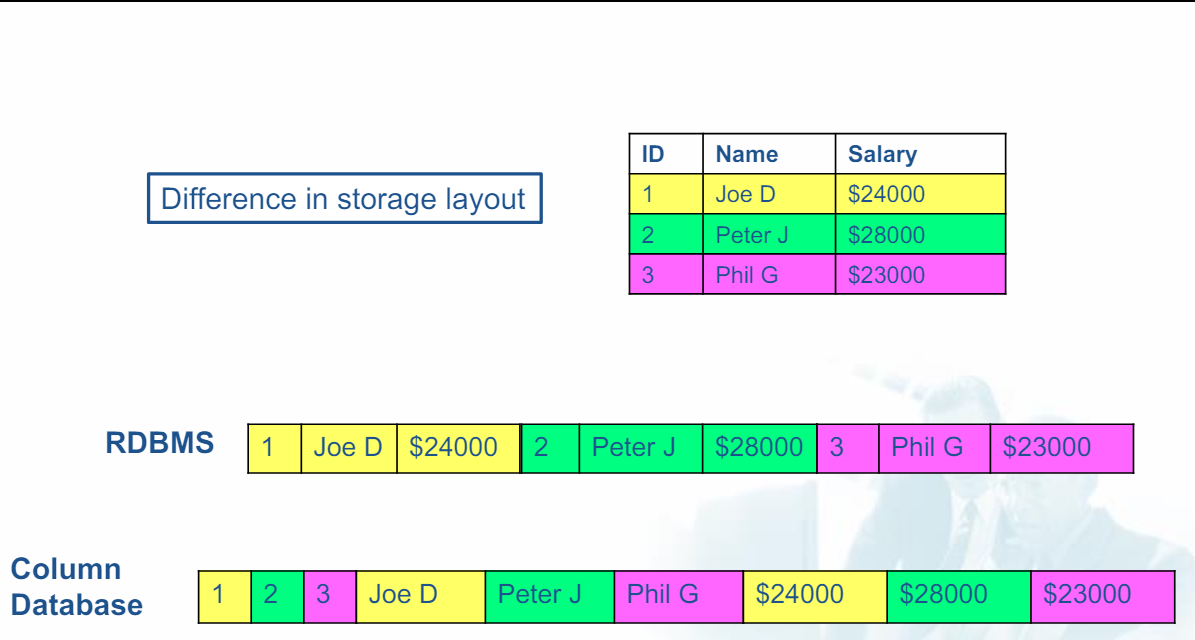 Difference in storage layout
ID Name Salary
1 Joe D $24000
2 Peter J $28000
3 Phil G $23000
RDBMS 1 Joe D $24000 2 Peter J $28000 3 Phil G $23000
Column
Database
1 2 3 Joe D Peter J Phil G $24000 $28000 $23000